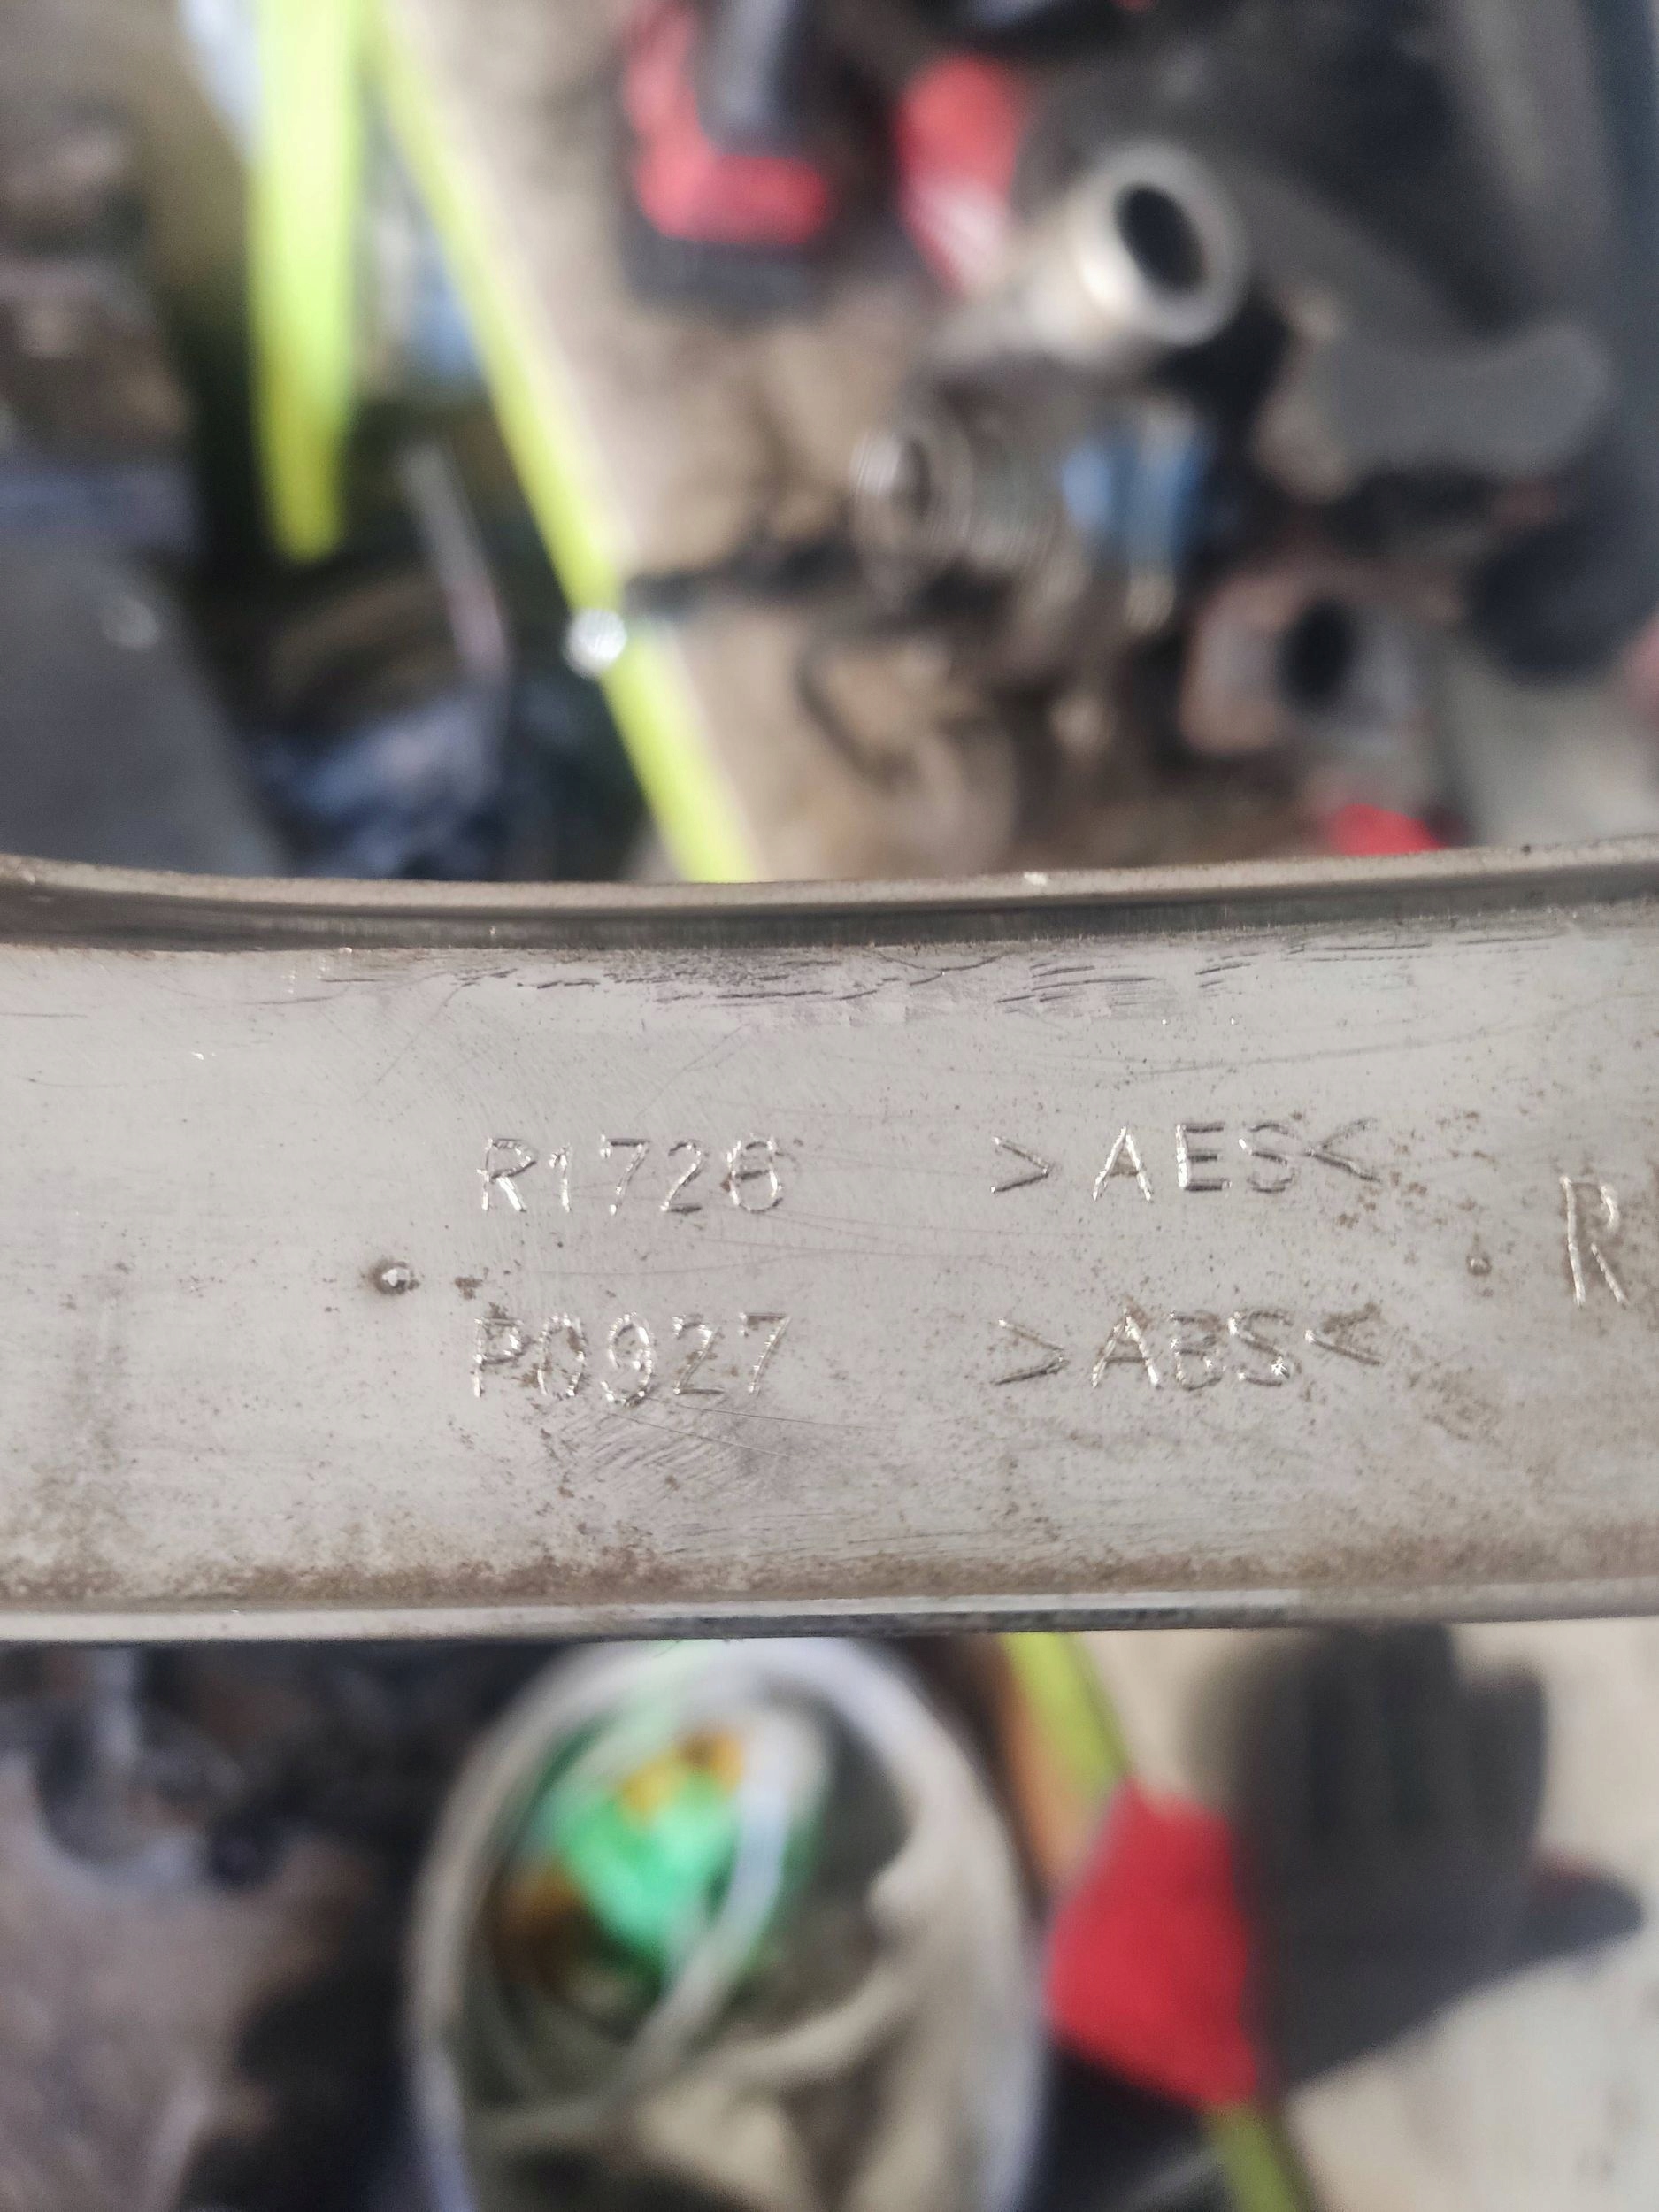 R1726 >AES<
P0927 >ABS<
R